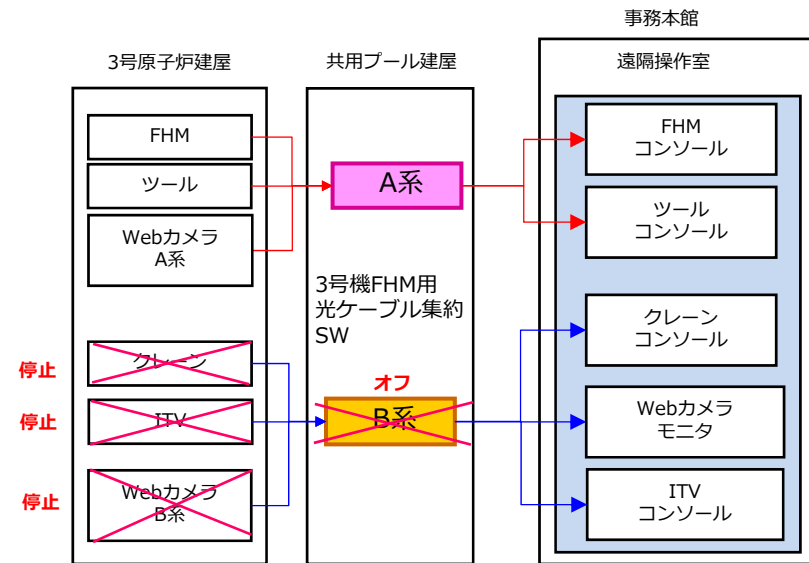 事務本館
3号原子炉建屋
共用プール建屋
遠隔操作室
FHM
ツール
Webカメラ
A系
A系
FHM
コンソール
ツール
コンソール
3号機FHM用
光ケーブル集約
SW
停止
クレーン
停止
ITV
停止
Webカメラ
B系
オフ
B系
クレーン
コンソール
Webカメラ
モニタ
ITV
コンソール